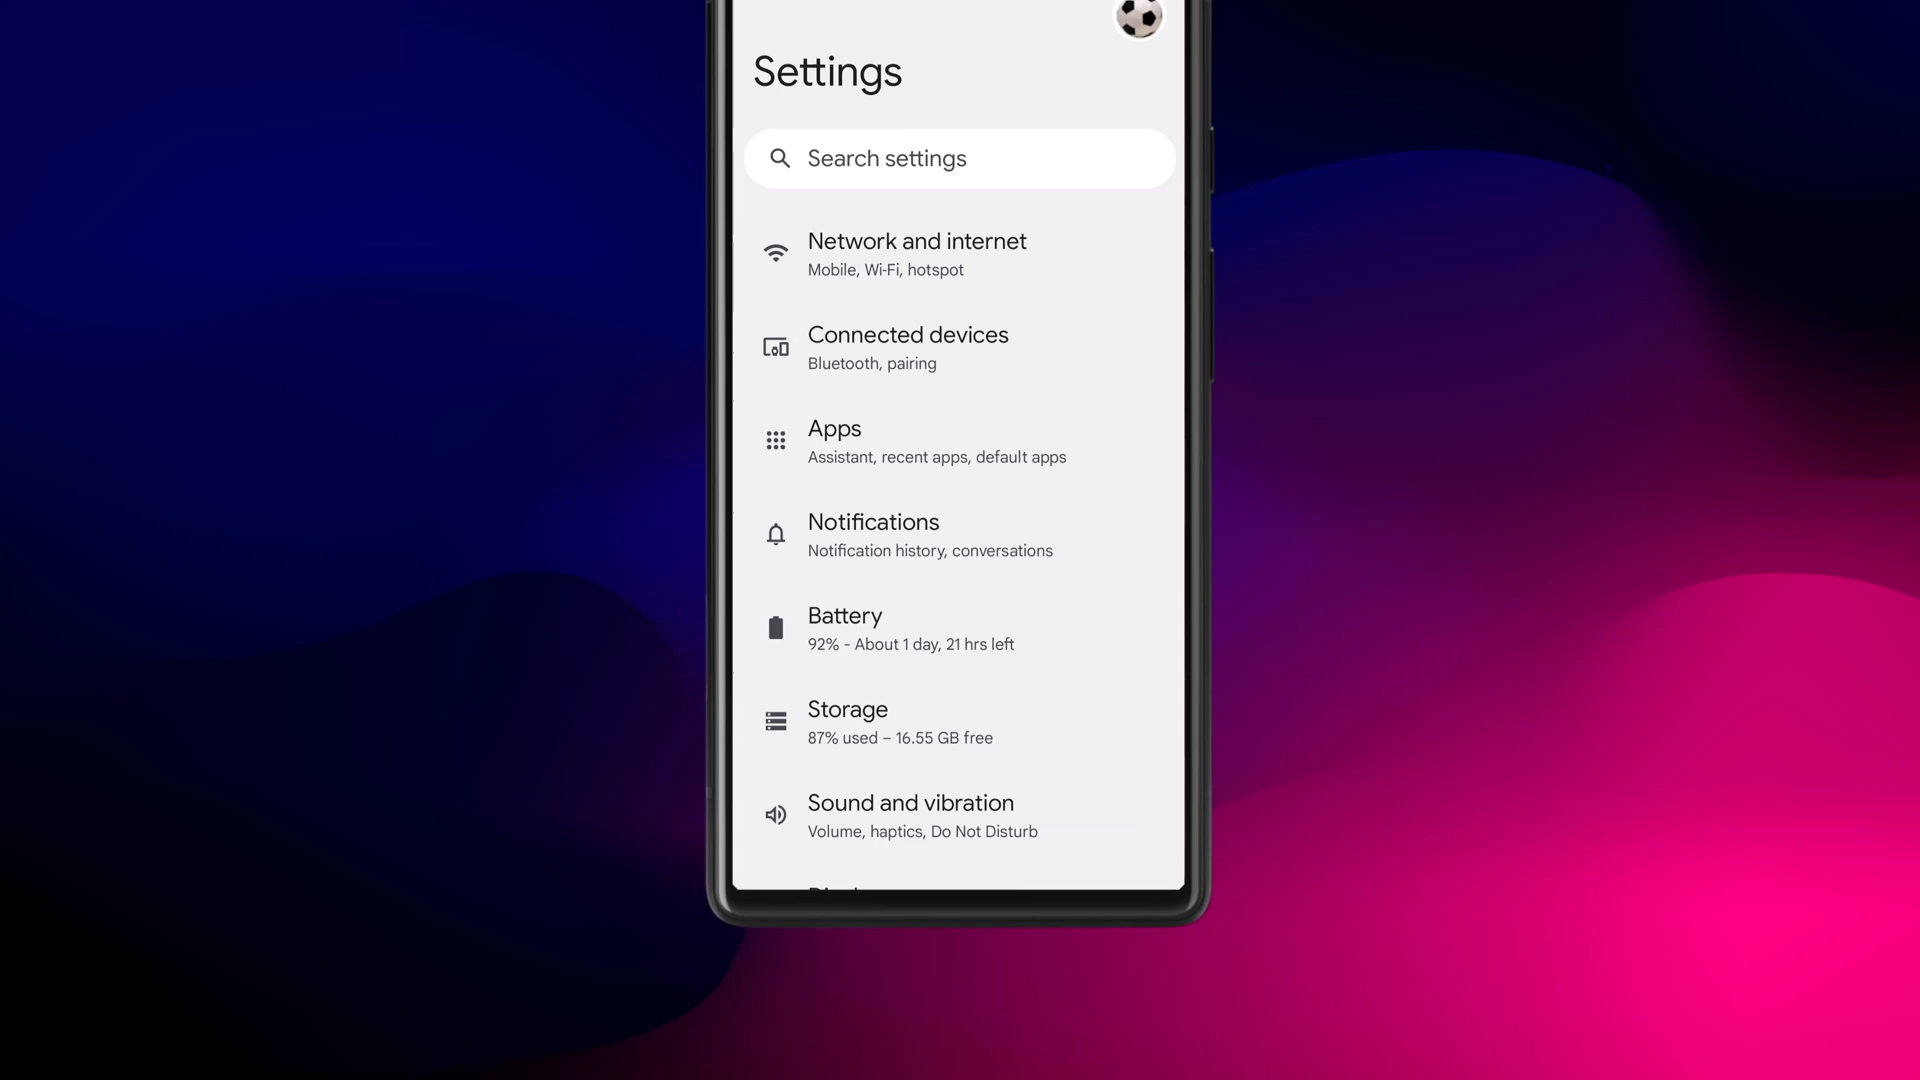 Settings
Search settings
Network and internet
Mobile, Wi-Fi, hotspot
Connected devices
Bluetooth, pairing
Apps
Assistant, recent apps, default apps
Notifications
Notification history, conversations
Battery
92% - About 1 day, 21 hrs left
Storage
87% used – 16.55 GB free
Sound and vibration
Volume, haptics, Do Not Disturb